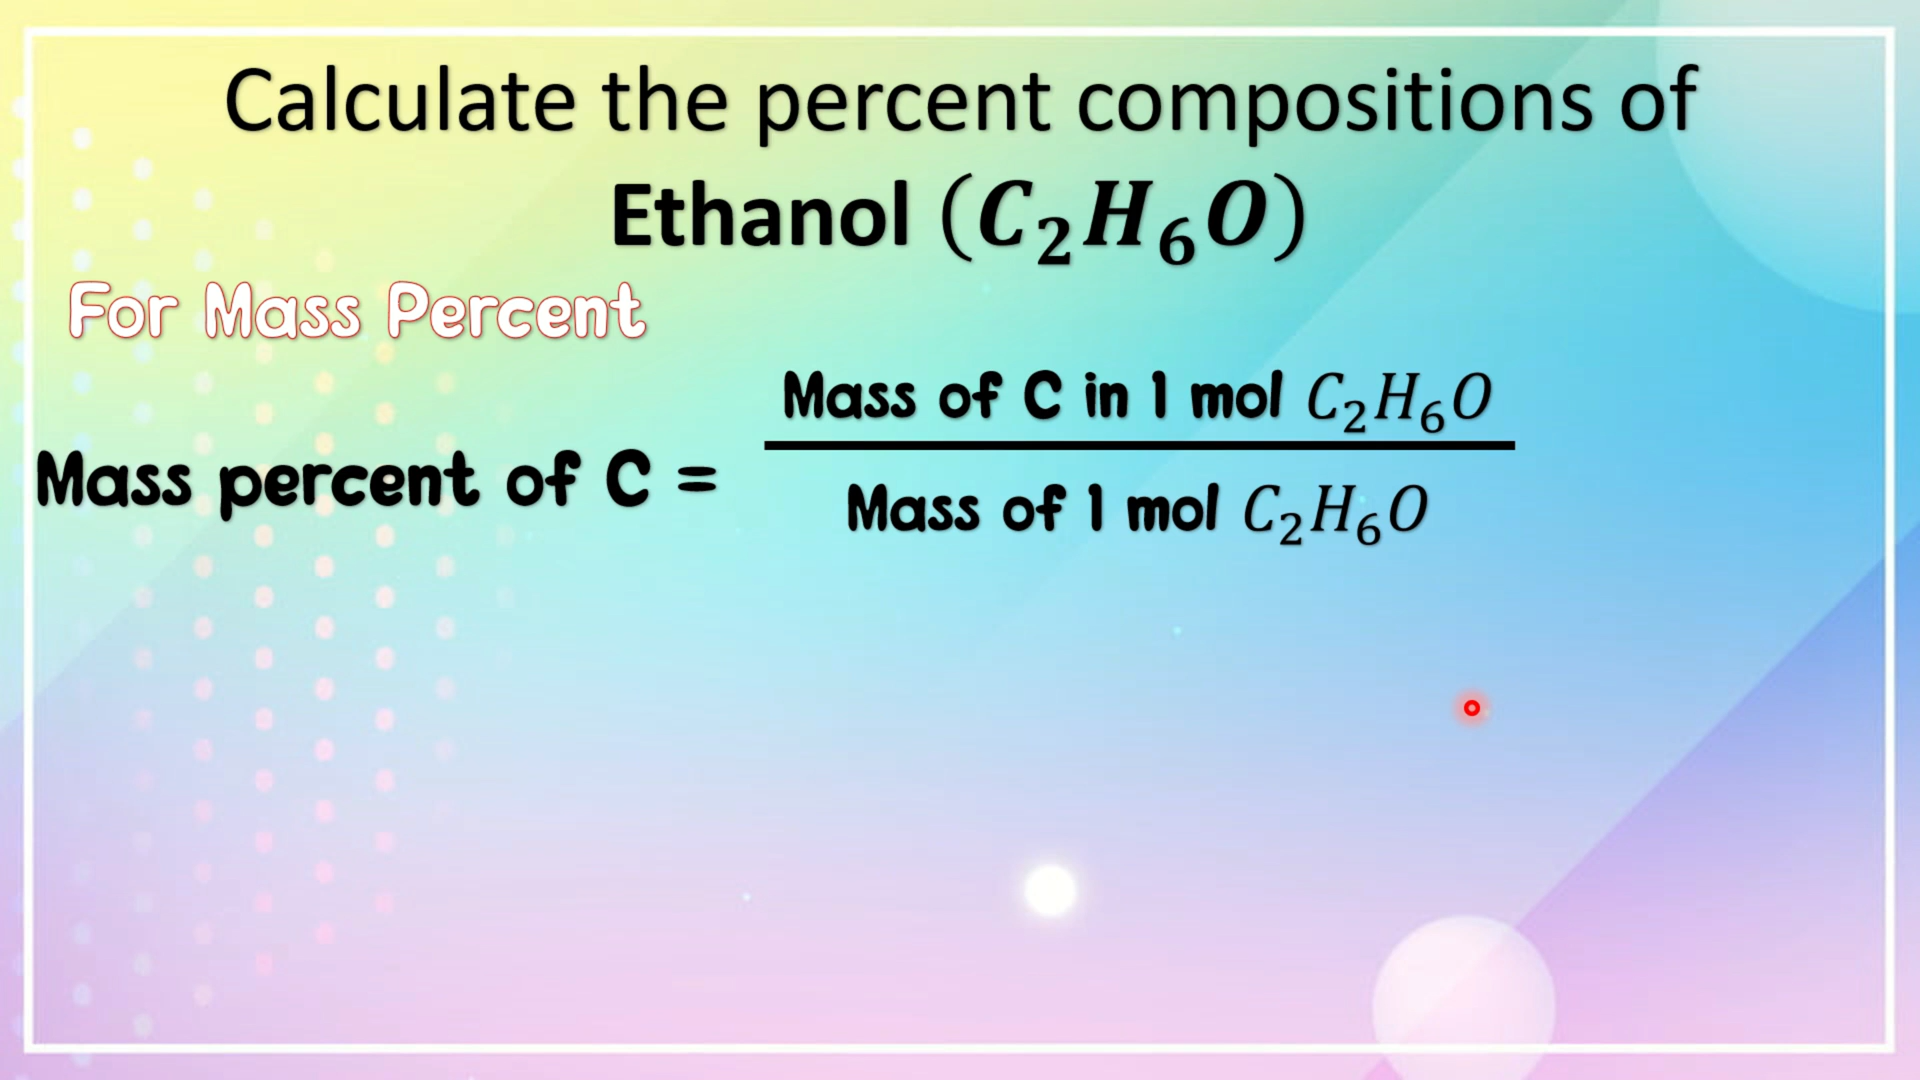 Calculate the percent compositions of
Ethanol (C₂H₆O)
For Mass Percent
Mass percent of C =
Mass of C in 1 mol C₂H₆O
Mass of 1 mol C₂H₆O